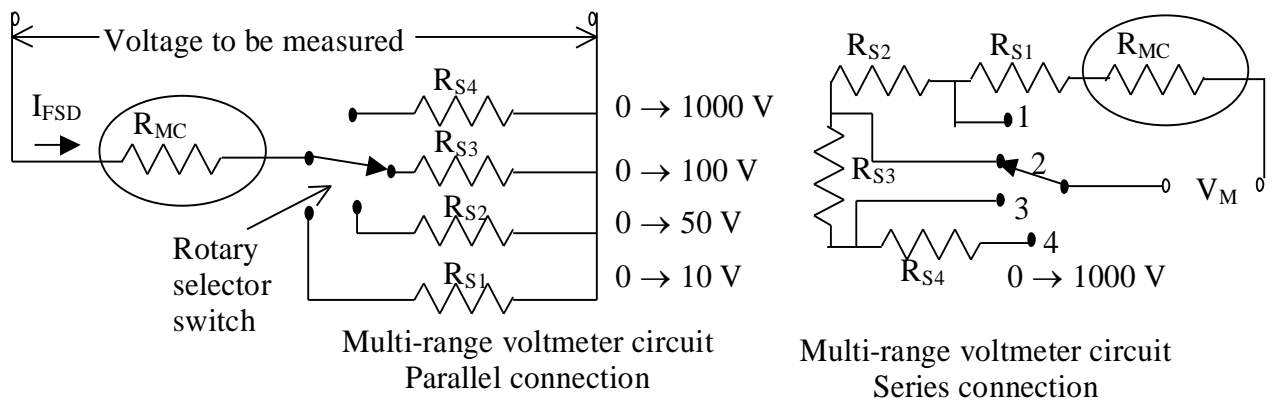 Voltage to be measured
I_FSD
R_MC
R_S4
0 → 1000 V
R_S3
0 → 100 V
R_S2
0 → 50 V
R_S1
0 → 10 V
Rotary
selector
switch
Multi-range voltmeter circuit
Parallel connection
R_S2
R_S1
R_MC
1
2
R_S3
V_M
3
4
R_S4
0 → 1000 V
Multi-range voltmeter circuit
Series connection